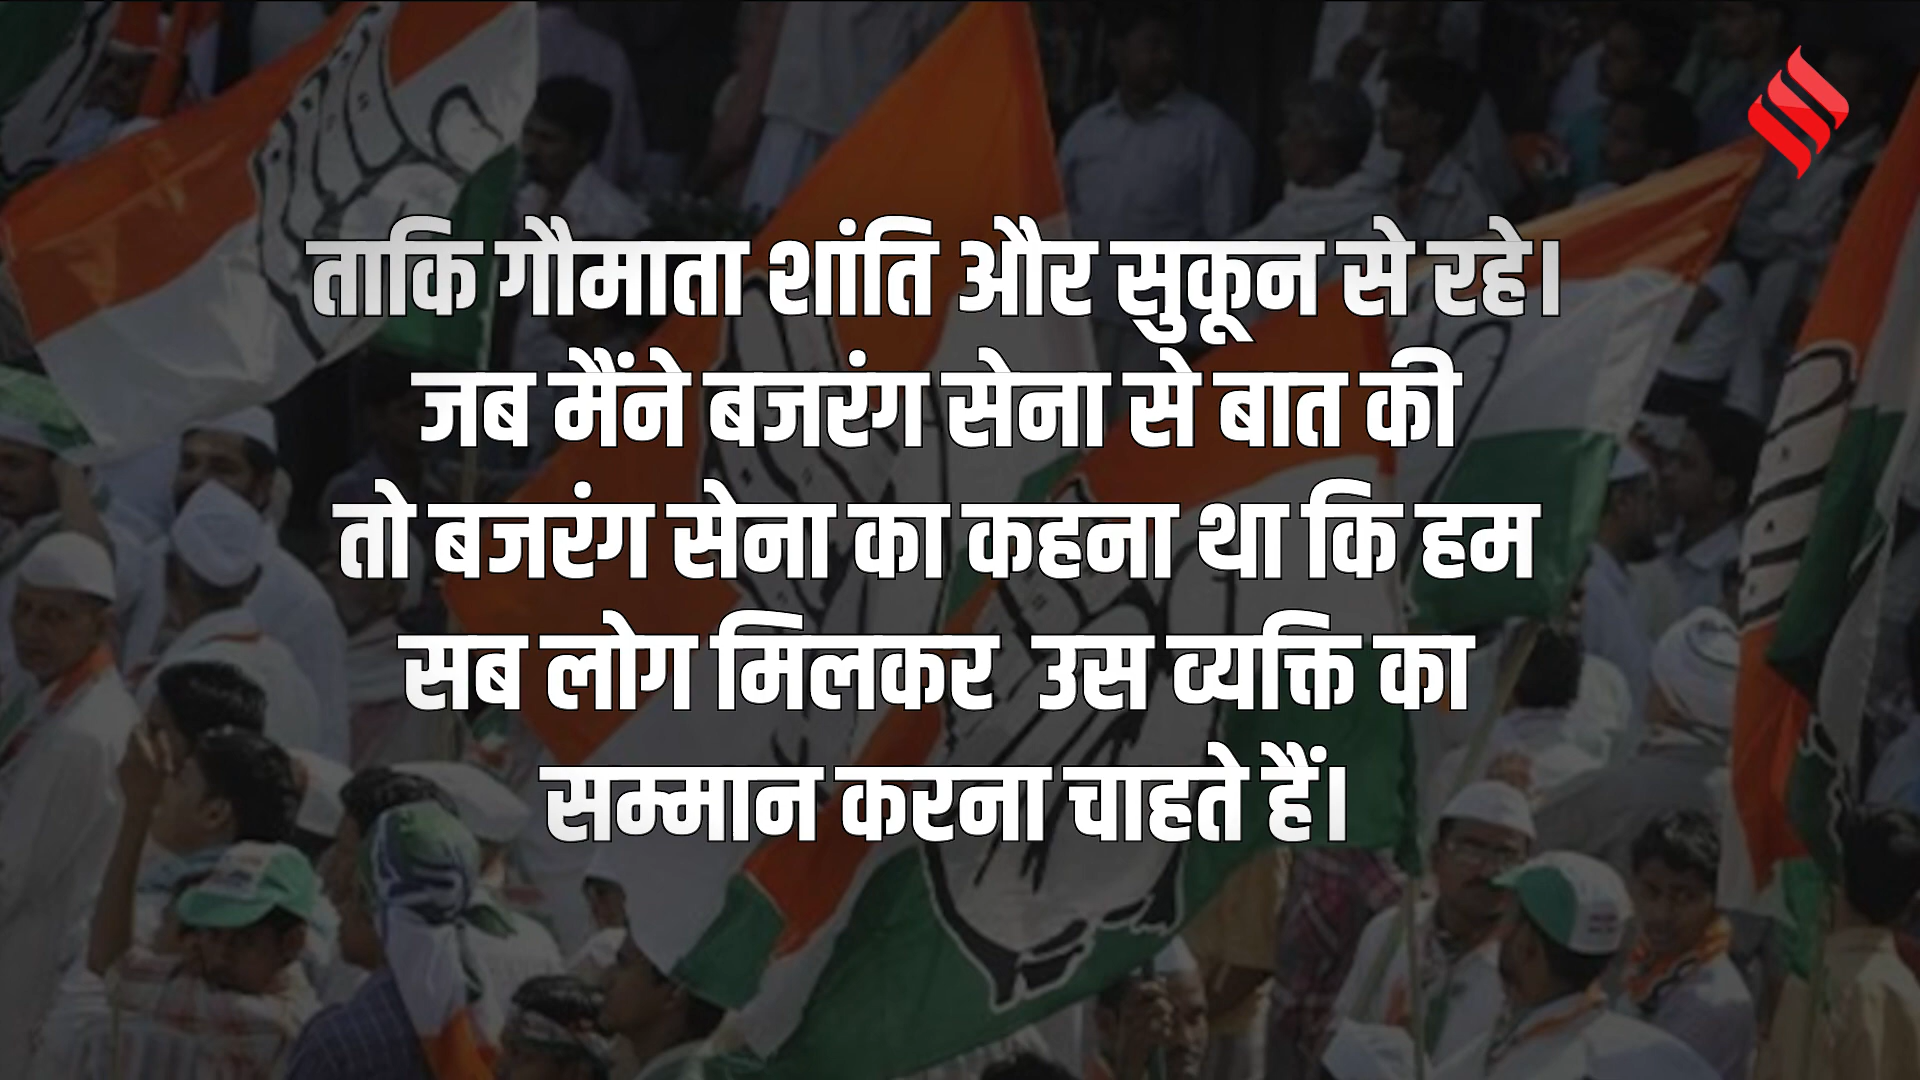 ताकि गौमाता शांति और सुकून से रहे।
जब मैंने बजरंग सेना से बात की
तो बजरंग सेना का कहना था कि हम
सब लोग मिलकर उस व्यक्ति का
सम्मान करना चाहते हैं।